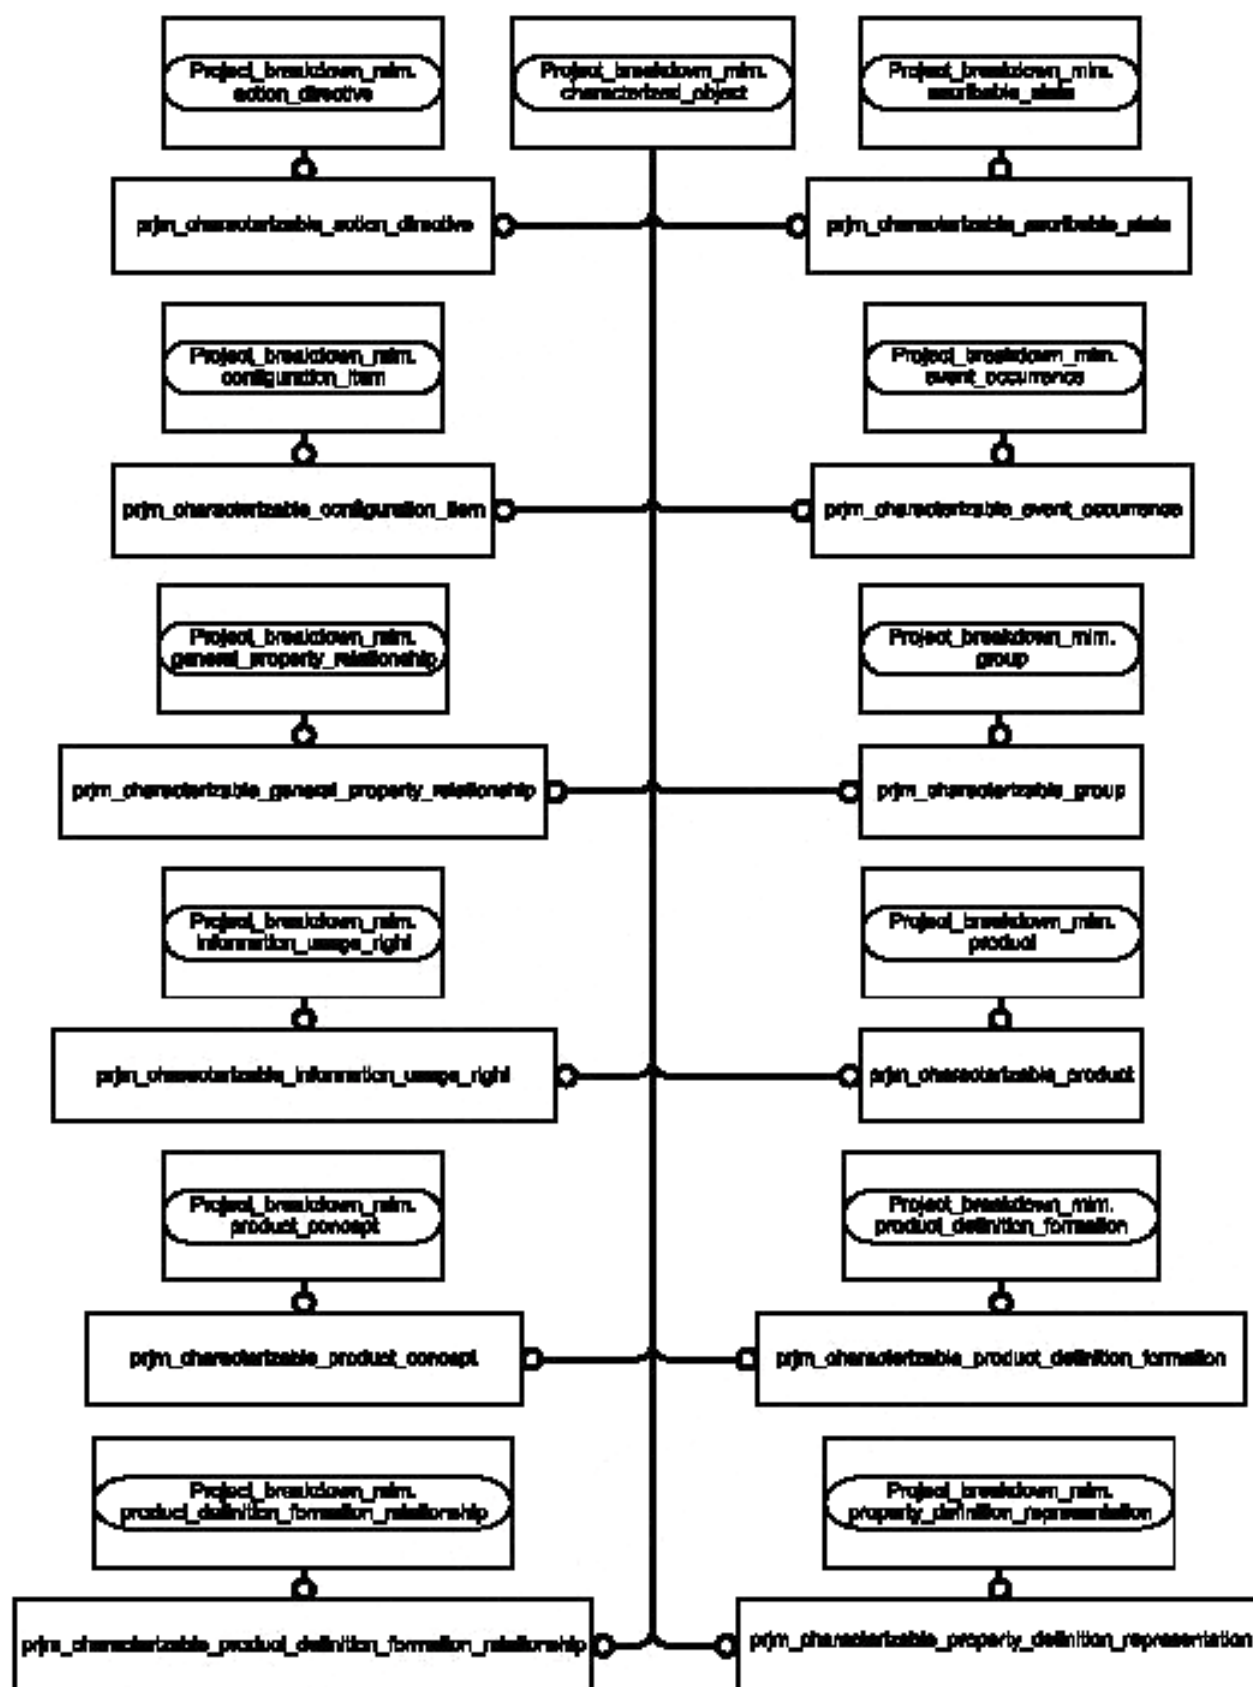 Project_breakdown_mim.
action_directive
Project_breakdown_mim.
characterized_object
Project_breakdown_mim.
ascribable_state
prjm_characterizable_action_directive
prjm_characterizable_ascribable_state
Project_breakdown_mim.
configuration_item
Project_breakdown_mim.
event_occurrence
prjm_characterizable_configuration_item
prjm_characterizable_event_occurrence
Project_breakdown_mim.
general_property_relationship
Project_breakdown_mim.
group
prjm_characterizable_general_property_relationship
prjm_characterizable_group
Project_breakdown_mim.
information_usage_right
Project_breakdown_mim.
product
prjm_characterizable_information_usage_right
prjm_characterizable_product
Project_breakdown_mim.
product_concept
Project_breakdown_mim.
product_definition_formation
prjm_characterizable_product_concept
prjm_characterizable_product_definition_formation
Project_breakdown_mim.
product_definition_formation_relationship
Project_breakdown_mim.
property_definition_representation
prjm_characterizable_product_definition_formation_relationship
prjm_characterizable_property_definition_representation